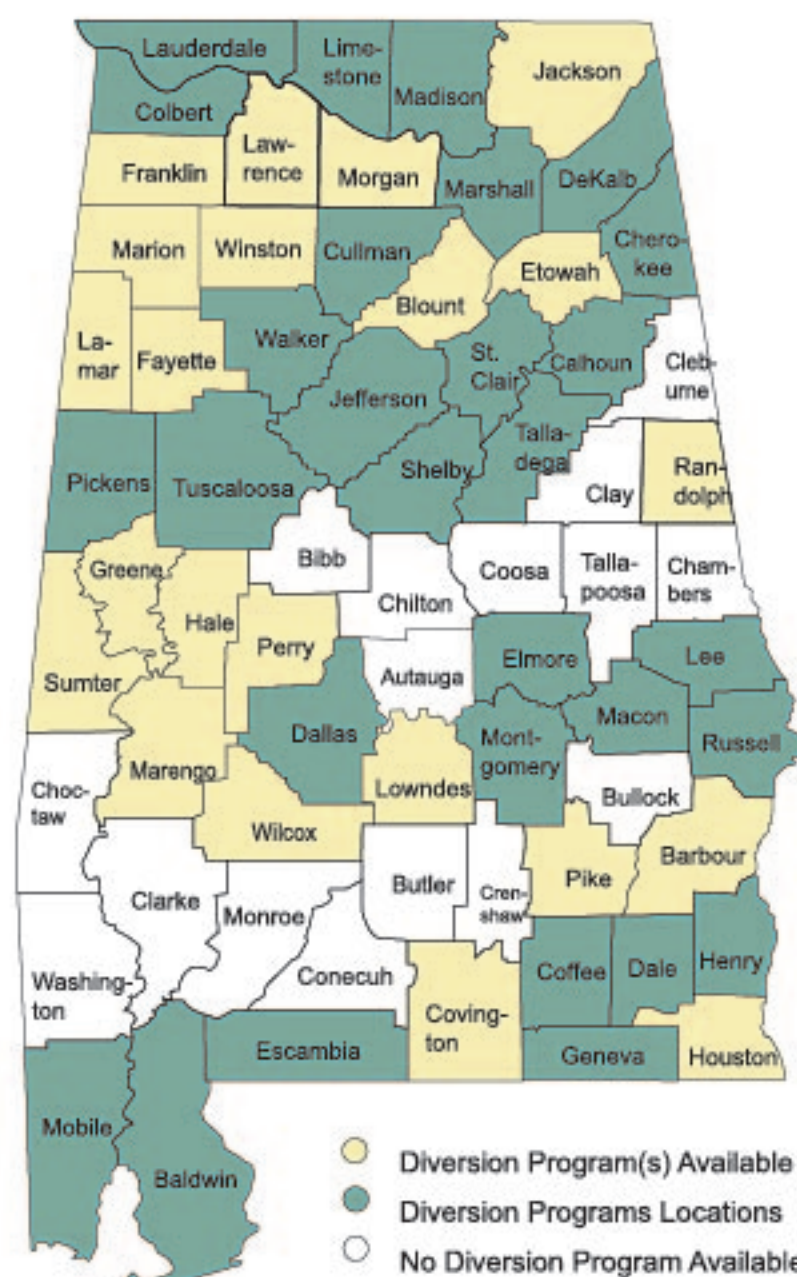 Lauderdale
Lime-
stone
Madison
Jackson
Colbert
Franklin
Law-
rence
Morgan
Marshall
DeKalb
Chero-
kee
Marion
Winston
Cullman
Blount
Etowah
La-
mar
Fayette
Walker
Jefferson
St.
Clair
Calhoun
Cleb-
urne
Pickens
Tuscaloosa
Shelby
Talla-
dega
Clay
Ran-
dolph
Greene
Hale
Bibb
Chilton
Coosa
Talla-
poosa
Cham-
bers
Sumter
Perry
Autauga
Elmore
Lee
Marengo
Dallas
Lowndes
Mont-
gomery
Macon
Russell
Choc-
taw
Wilcox
Bullock
Clarke
Monroe
Butler
Cren-
shaw
Pike
Barbour
Washing-
ton
Conecuh
Coving-
ton
Coffee
Dale
Henry
Escambia
Geneva
Houston
Mobile
Baldwin
Diversion Program(s) Available
Diversion Programs Locations
No Diversion Program Available